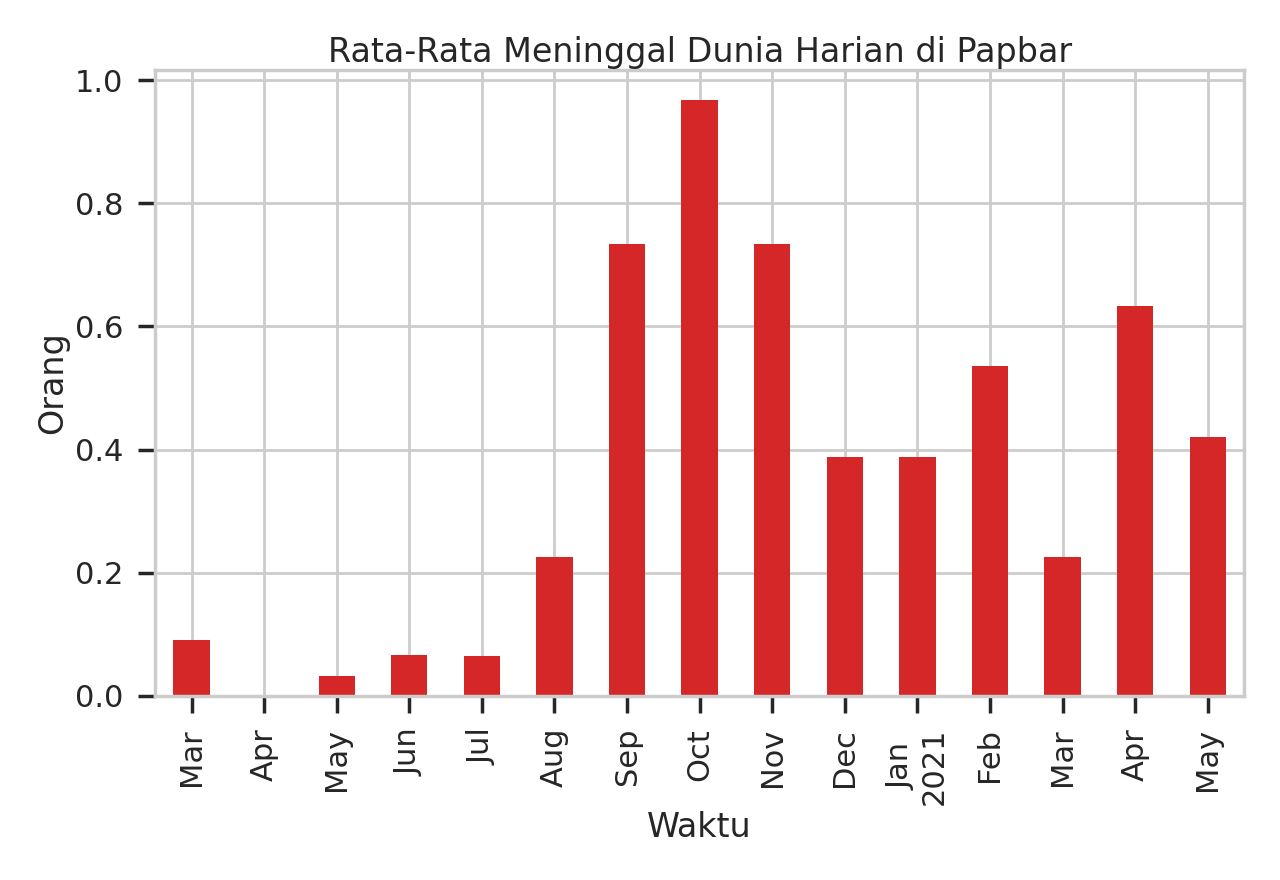 Rata-Rata Meninggal Dunia Harian di Papbar
1.0
0.8
0.6
0.4
0.2
0.0
Orang
Mar
Apr
May
Jun
Jul
Aug
Sep
Oct
Nov
Dec
Jan
2021
Feb
Mar
Apr
May
Waktu